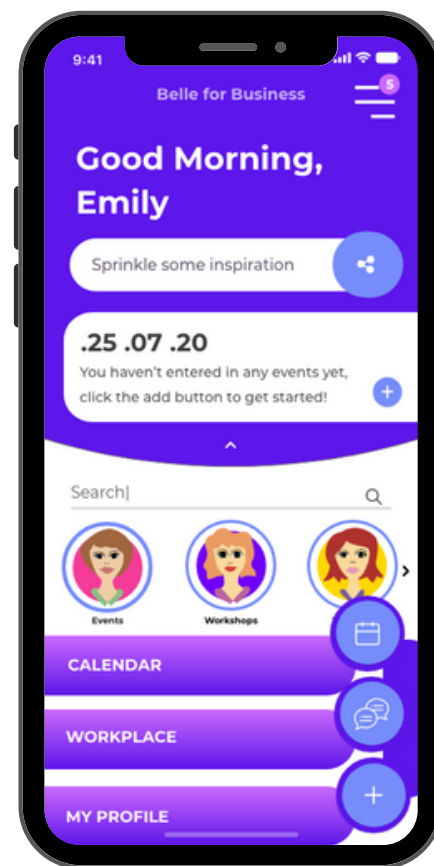 9:41
Belle for Business
5
Good Morning,
Emily
Sprinkle some inspiration
.25 .07 .20
You haven't entered in any events yet,
click the add button to get started!
Search|
Events
Workshops
CALENDAR
WORKPLACE
MY PROFILE